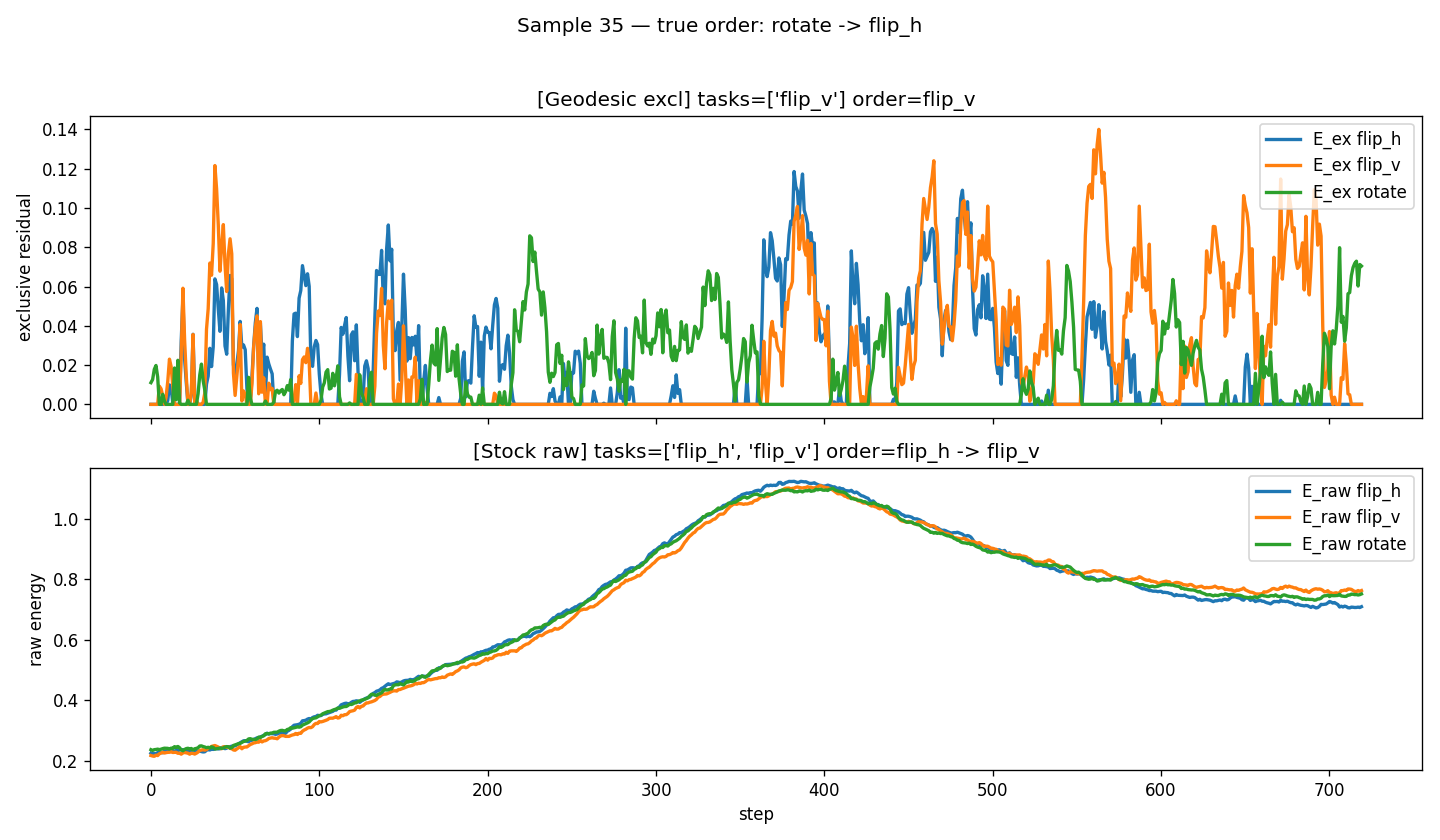 Sample 35 — true order: rotate -> flip_h
[Geodesic excl] tasks=['flip_v'] order=flip_v
exclusive residual
0.14
0.12
0.10
0.08
0.06
0.04
0.02
0.00
E_ex flip_h
E_ex flip_v
E_ex rotate
[Stock raw] tasks=['flip_h', 'flip_v'] order=flip_h -> flip_v
raw energy
1.0
0.8
0.6
0.4
0.2
E_raw flip_h
E_raw flip_v
E_raw rotate
0 100 200 300 400 500 600 700
step